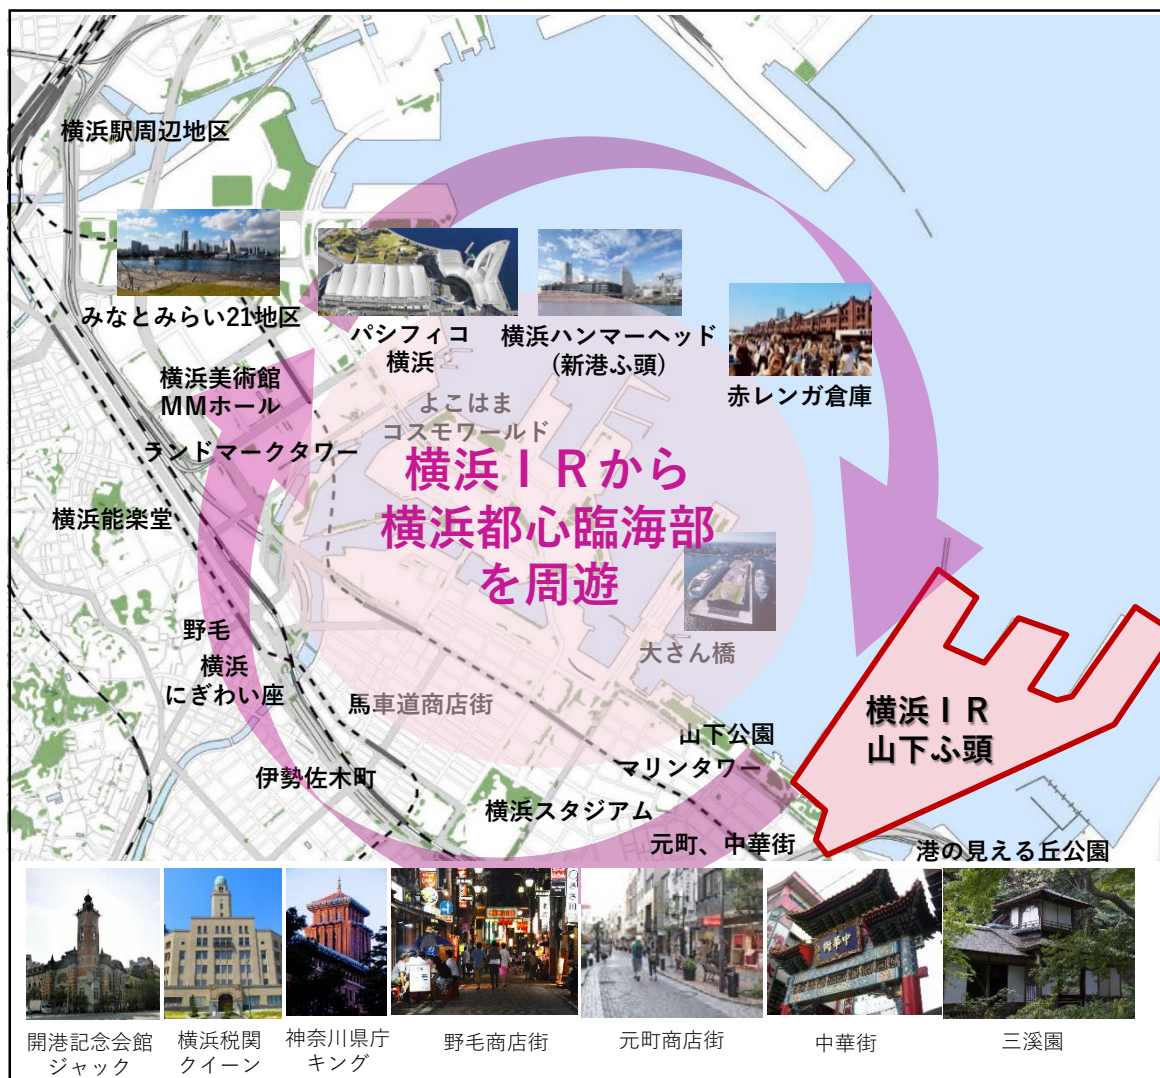 横浜駅周辺地区
みなとみらい21地区
パシフィコ
横浜
横浜ハンマーヘッド
(新港ふ頭)
赤レンガ倉庫
横浜美術館
MMホール
よこはま
コスモワールド
ランドマークタワー
横浜ＩＲから
横浜都心臨海部
を周遊
横浜能楽堂
野毛
横浜
にぎわい座
大さん橋
馬車道商店街
横浜ＩＲ
山下ふ頭
山下公園
マリンタワー
伊勢佐木町
横浜スタジアム
元町、中華街
港の見える丘公園
中華街
開港記念会館
ジャック
横浜税関
クイーン
神奈川県庁
キング
野毛商店街
元町商店街
中華街
三溪園